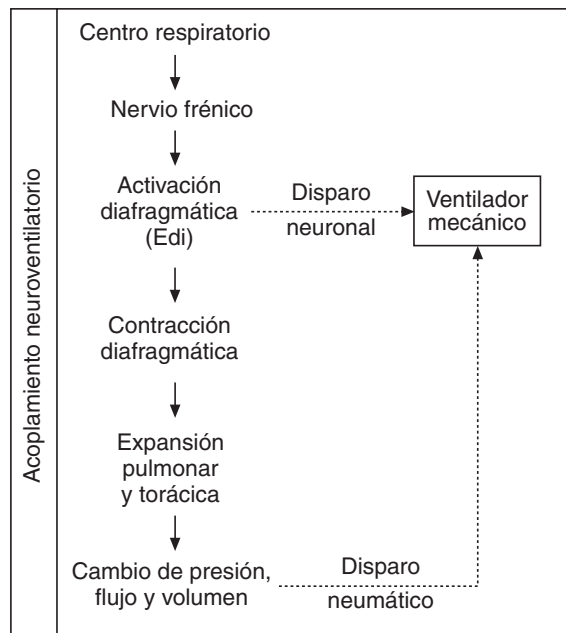 Acoplamiento neuroventilatorio
Centro respiratorio
Nervio frénico
Activación
diafragmática
(Edi)
Disparo
neuronal
Ventilador
mecánico
Contracción
diafragmática
Expansión
pulmonar
y torácica
Cambio de presión,
flujo y volumen
Disparo
neumático